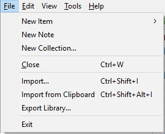 File Edit View Tools Help
New Item
New Note
New Collection...
Close Ctrl+W
Import... Ctrl+Shift+I
Import from Clipboard Ctrl+Shift+Alt+I
Export Library...
Exit